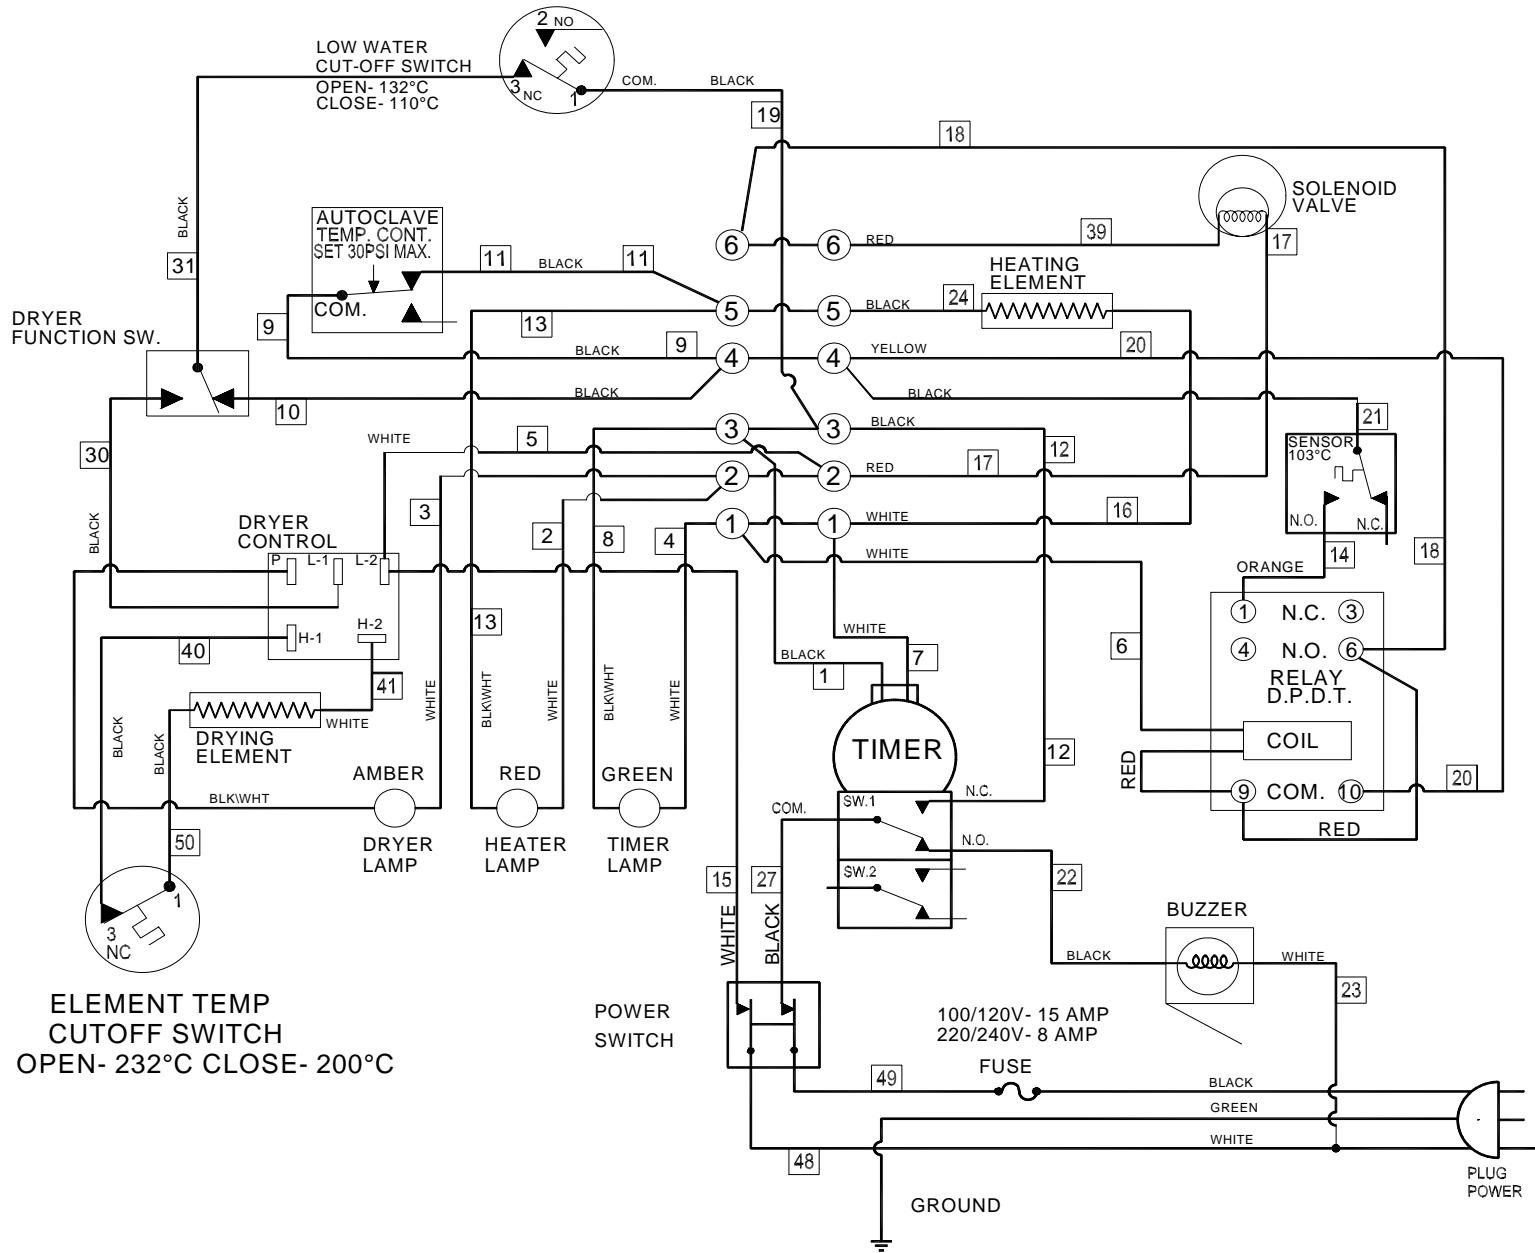 2 NO
LOW WATER
CUT-OFF SWITCH
OPEN- 132°C
CLOSE- 110°C
3 NC
1
COM.
BLACK
19
18
SOLENOID
VALVE
BLACK
AUTOCLAVE
TEMP. CONT.
SET 30PSI MAX.
COM.
11
BLACK
11
6
6
RED
39
17
31
HEATING
ELEMENT
5
5
BLACK
24
DRYER
FUNCTION SW.
9
13
BLACK
9
4
4
YELLOW
20
10
BLACK
BLACK
21
WHITE
5
3
3
BLACK
12
SENSOR
103°C
N.O.
N.C.
30
2
2
RED
17
3
2
8
4
1
1
WHITE
16
BLACK
DRYER
CONTROL
P
L-1
L-2
H-1
H-2
WHITE
14
18
ORANGE
1
N.C.
3
4
N.O.
6
RELAY
D.P.D.T.
COIL
9
COM.
10
40
41
13
WHITE
7
BLACK
1
6
BLACK
BLACK
WHITE
WHITE
BLK\WHT
WHITE
BLK\WHT
WHITE
DRYING
ELEMENT
TIMER
12
RED
20
RED
AMBER
RED
GREEN
BLK\WHT
DRYER
LAMP
HEATER
LAMP
TIMER
LAMP
COM.
SW.1
N.C.
N.O.
SW.2
50
15
27
22
WHITE
BLACK
1
3
NC
BUZZER
BLACK
WHITE
23
ELEMENT TEMP
CUTOFF SWITCH
OPEN- 232°C CLOSE- 200°C
POWER
SWITCH
100/120V- 15 AMP
220/240V- 8 AMP
FUSE
49
BLACK
GREEN
WHITE
48
PLUG
POWER
GROUND